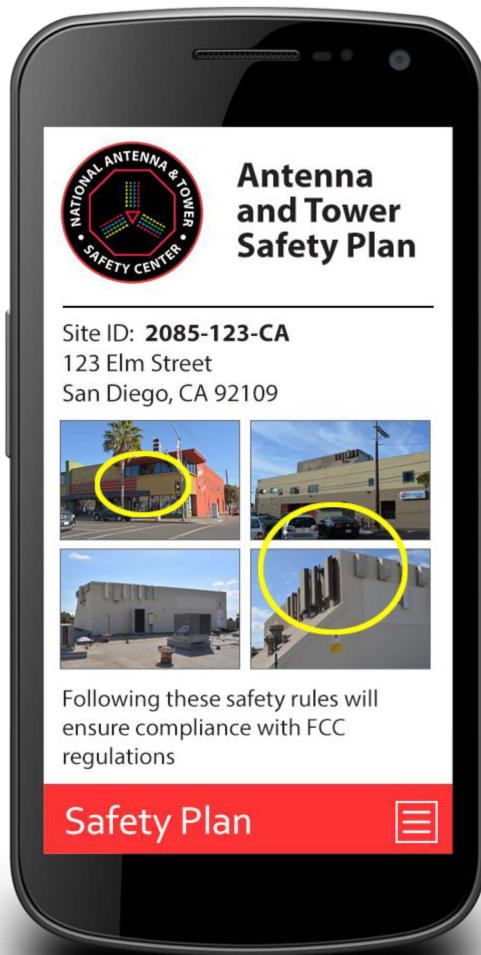 NATIONAL ANTENNA & TOWER
• SAFETY CENTER •
Antenna
and Tower
Safety Plan
Site ID: 2085-123-CA
123 Elm Street
San Diego, CA 92109
Following these safety rules will
ensure compliance with FCC
regulations
Safety Plan